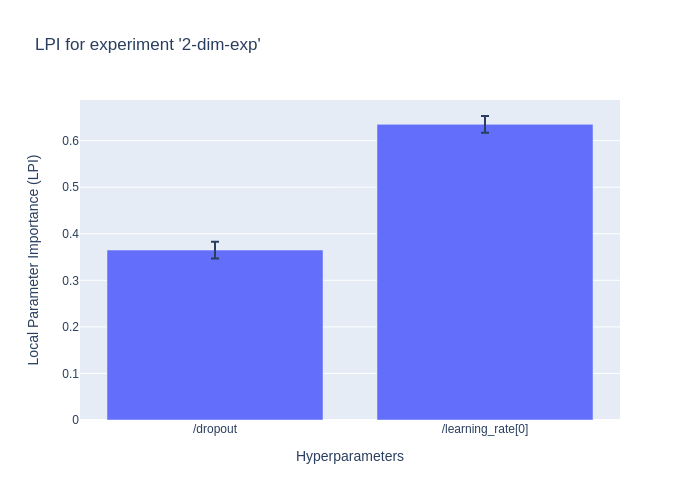 LPI for experiment '2-dim-exp'
Local Parameter Importance (LPI)
0.6
0.5
0.4
0.3
0.2
0.1
0
/dropout
/learning_rate[0]
Hyperparameters